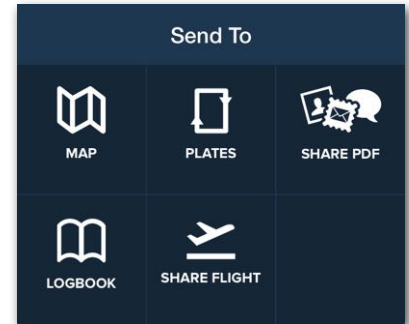 Send To
MAP
PLATES
SHARE PDF
LOGBOOK
SHARE FLIGHT